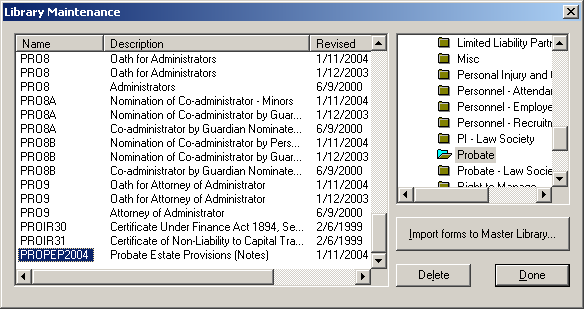 Library Maintenance
Name Description Revised
PRO8 Oath for Administrators 1/11/2004
PRO8 Oath for Administrators 1/12/2003
PRO8 Administrators 6/9/2000
PRO8A Nomination of Co-administrator - Minors 1/11/2004
PRO8A Nomination of Co-administrator by Guar... 1/12/2003
PRO8A Co-administrator by Guardian Nominate... 6/9/2000
PRO8B Nomination of Co-administrator by Pers... 1/11/2004
PRO8B Nomination of Co-administrator by Guar... 1/12/2003
PRO8B Co-administrator by Guardian Nominate... 6/9/2000
PRO9 Oath for Attorney of Administrator 1/11/2004
PRO9 Oath for Attorney of Administrator 1/12/2003
PRO9 Attorney of Administrator 6/9/2000
PROIR30 Certificate Under Finance Act 1894, Se... 2/6/1999
PROIR31 Certificate of Non-Liability to Capital Tra... 2/6/1999
PROPEP2004 Probate Estate Provisions (Notes) 1/11/2004
Limited Liability Partn
Misc
Personal Injury and
Personnel - Attendan
Personnel - Employe
Personnel - Recruitm
PI - Law Society
Probate
Probate - Law Socie
Right to Manage
Import forms to Master Library...
Delete
Done